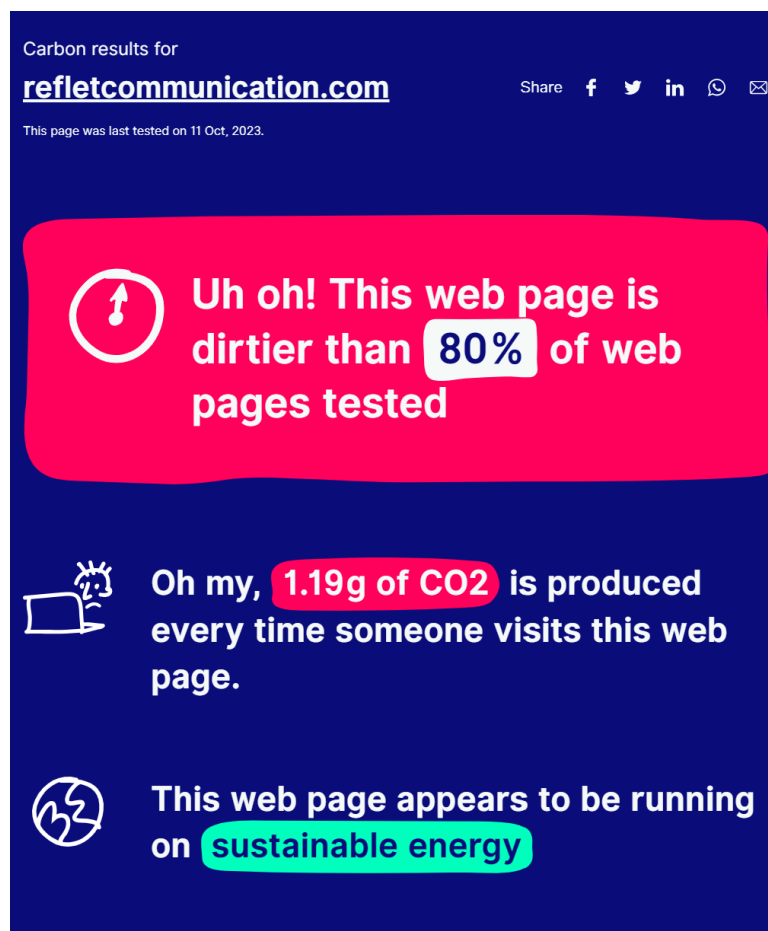 Carbon results for
refletcommunication.com
Share
This page was last tested on 11 Oct, 2023.
Uh oh! This web page is
dirtier than 80% of web
pages tested
Oh my, 1.19g of CO2 is produced
every time someone visits this web
page.
This web page appears to be running
on sustainable energy